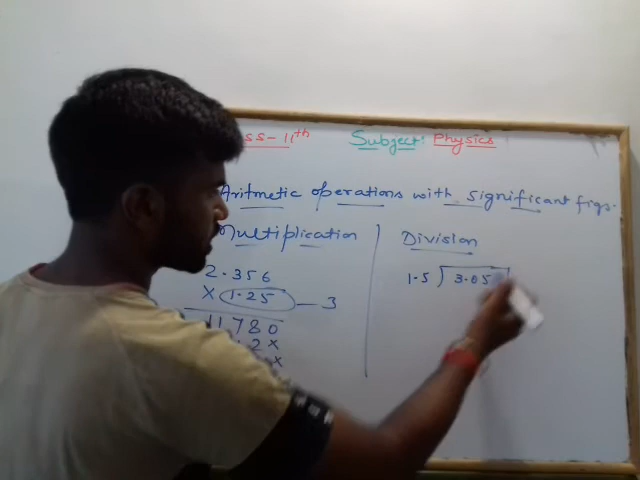 ss- 11th Subject: Physics
Aritmetic operations with significant figs.
Multiplication
2.356
× 1.25 — 3
11780
2×
×
Division
1.5 ) 3.05